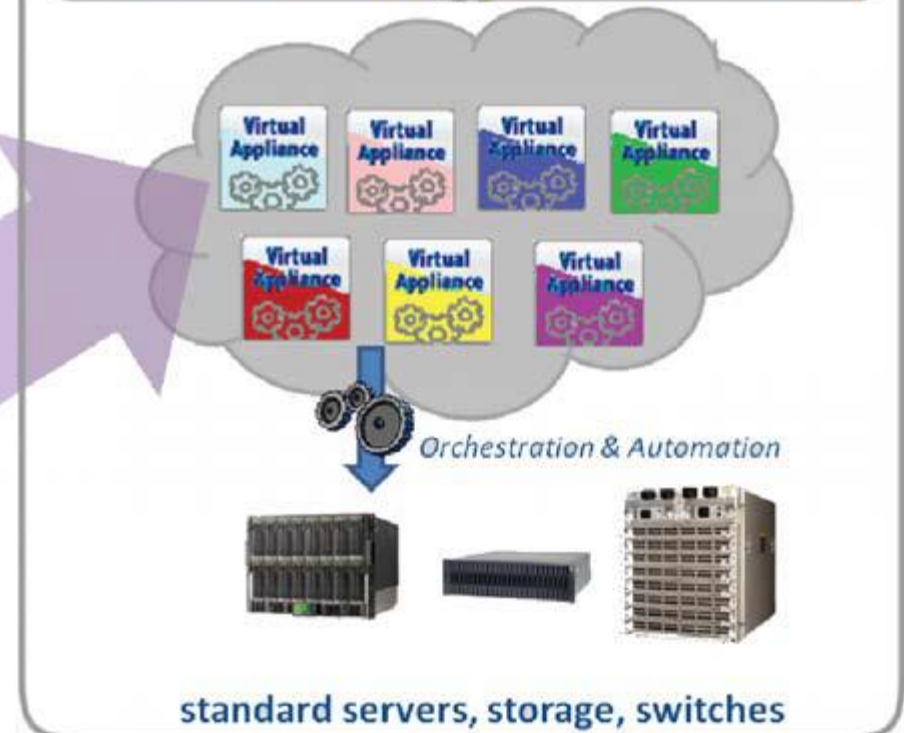 Virtual
Appliance
Virtual
Appliance
Virtual
Appliance
Virtual
Appliance
Virtual
Appliance
Virtual
Appliance
Virtual
Appliance
Orchestration & Automation
standard servers, storage, switches